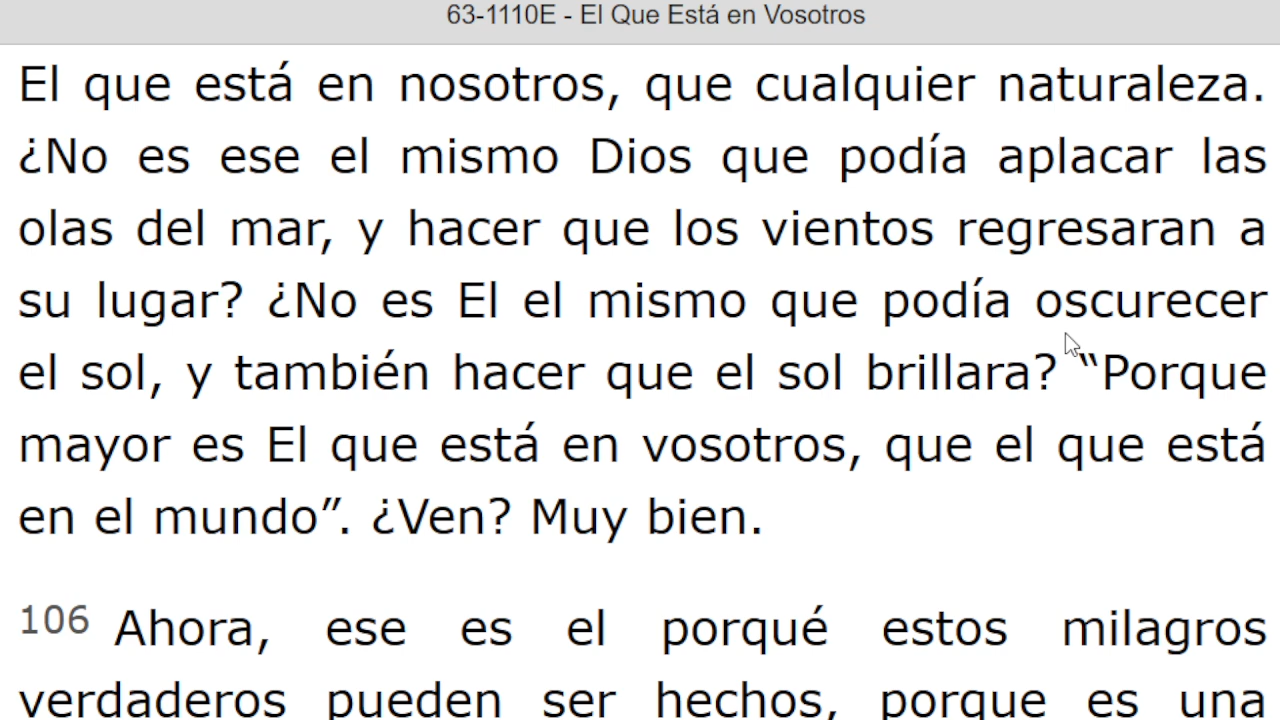 63-1110E - El Que Está en Vosotros
El que está en nosotros, que cualquier naturaleza.
¿No es ese el mismo Dios que podía aplacar las
olas del mar, y hacer que los vientos regresaran a
su lugar? ¿No es El el mismo que podía oscurecer
el sol, y también hacer que el sol brillara? “Porque
mayor es El que está en vosotros, que el que está
en el mundo”. ¿Ven? Muy bien.
106 Ahora, ese es el porqué estos milagros
verdaderos pueden ser hechos, porque es una